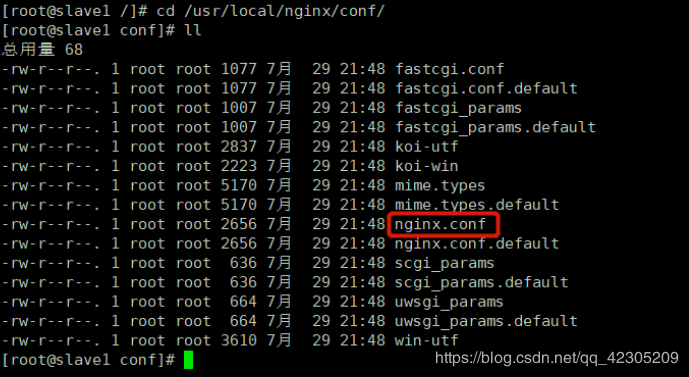 [root@slave1 /]# cd /usr/local/nginx/conf/
[root@slave1 conf]# ll
总用量 68
-rw-r--r--. 1 root root 1077 7月  29 21:48 fastcgi.conf
-rw-r--r--. 1 root root 1077 7月  29 21:48 fastcgi.conf.default
-rw-r--r--. 1 root root 1007 7月  29 21:48 fastcgi_params
-rw-r--r--. 1 root root 1007 7月  29 21:48 fastcgi_params.default
-rw-r--r--. 1 root root 2837 7月  29 21:48 koi-utf
-rw-r--r--. 1 root root 2223 7月  29 21:48 koi-win
-rw-r--r--. 1 root root 5170 7月  29 21:48 mime.types
-rw-r--r--. 1 root root 5170 7月  29 21:48 mime.types.default
-rw-r--r--. 1 root root 2656 7月  29 21:48 nginx.conf
-rw-r--r--. 1 root root 2656 7月  29 21:48 nginx.conf.default
-rw-r--r--. 1 root root  636 7月  29 21:48 scgi_params
-rw-r--r--. 1 root root  636 7月  29 21:48 scgi_params.default
-rw-r--r--. 1 root root  664 7月  29 21:48 uwsgi_params
-rw-r--r--. 1 root root  664 7月  29 21:48 uwsgi_params.default
-rw-r--r--. 1 root root 3610 7月  29 21:48 win-utf
[root@slave1 conf]#
https://blog.csdn.net/qq_42305209